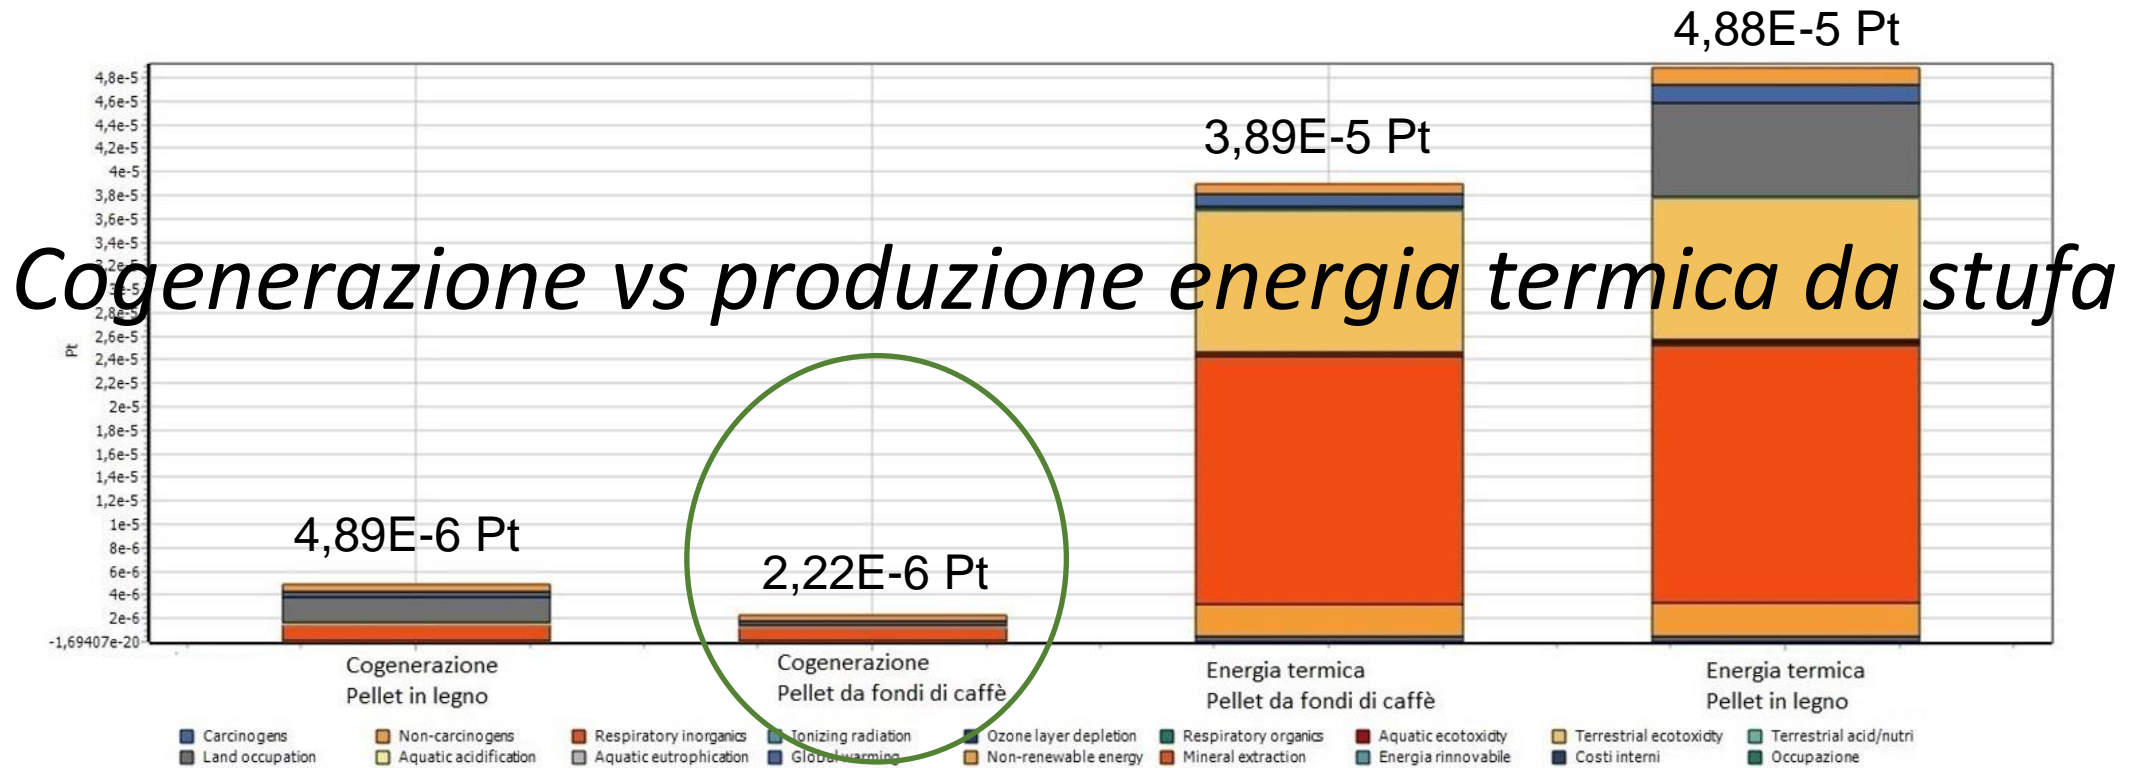 4,88E-5 Pt
4,8e-5
4,6e-5
4,4e-5
3,89E-5 Pt
4,2e-5
4e-5
3,8e-5
3,6e-5
3,4e-5
Cogenerazione vs produzione energia termica da stufa
3,2e-5
3e-5
2,8e-5
2,6e-5
Pt
2,4e-5
2,2e-5
2e-5
1,8e-5
1,6e-5
1,4e-5
1,2e-5
1e-5
4,89E-6 Pt
8e-6
2,22E-6 Pt
6e-6
4e-6
2e-6
-1,69407e-20
Cogenerazione
Pellet in legno
Cogenerazione
Pellet da fondi di caffè
Energia termica
Pellet da fondi di caffè
Energia termica
Pellet in legno
Carcinogens Non-carcinogens Respiratory inorganics Ionizing radiation Ozone layer depletion Respiratory organics Aquatic ecotoxicity Terrestrial ecotoxicity Terrestrial acid/nutri
Land occupation Aquatic acidification Aquatic eutrophication Global warming Non-renewable energy Mineral extraction Energia rinnovabile Costi interni Occupazione